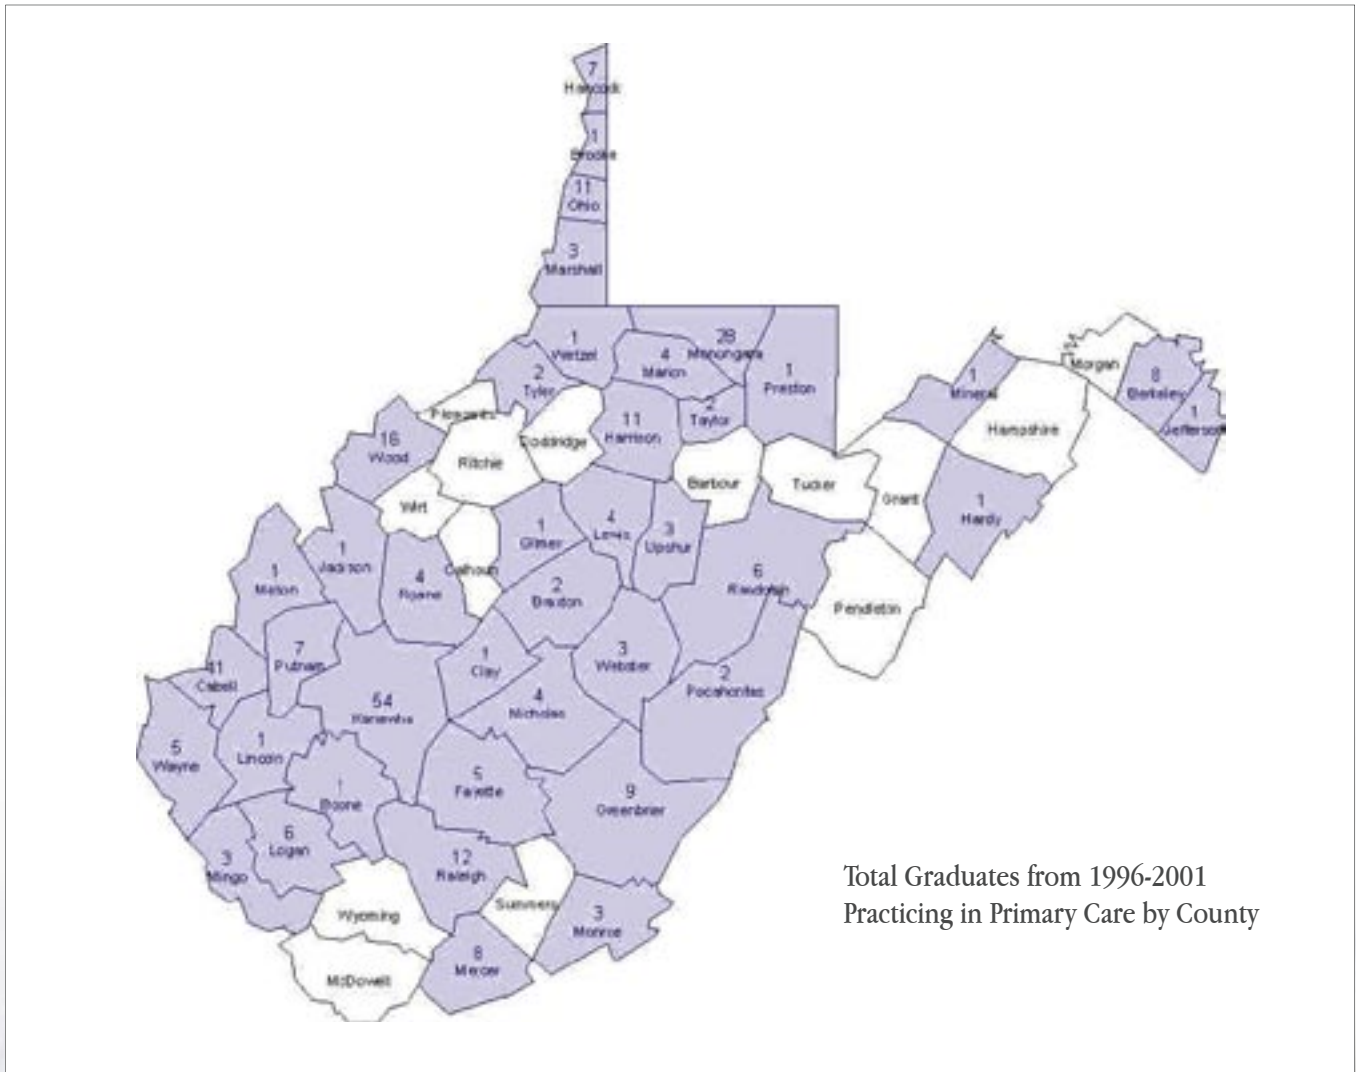 7
Hancock
1
Brooke
11
Ohio
3
Marshall
1
Wetzel
28
Monongalia
4
Marion
1
Preston
2
Tyler
2
Taylor
Pleasants
11
Harrison
Doddridge
16
Wood
Ritchie
Barbour
Tucker
Grant
1
Mineral
Hampshire
Morgan
8
Berkeley
1
Jefferson
1
Hardy
Wirt
Calhoun
1
Gilmer
4
Lewis
3
Upshur
1
Jackson
1
Mason
4
Roane
2
Braxton
6
Randolph
Pendleton
7
Putnam
Cabell
1
Clay
3
Webster
2
Pocahontas
54
Kanawha
4
Nicholas
5
Wayne
1
Lincoln
1
Boone
5
Fayette
9
Greenbrier
6
Logan
3
Mingo
12
Raleigh
Wyoming
Summers
3
Monroe
McDowell
8
Mercer
Total Graduates from 1996-2001
Practicing in Primary Care by County